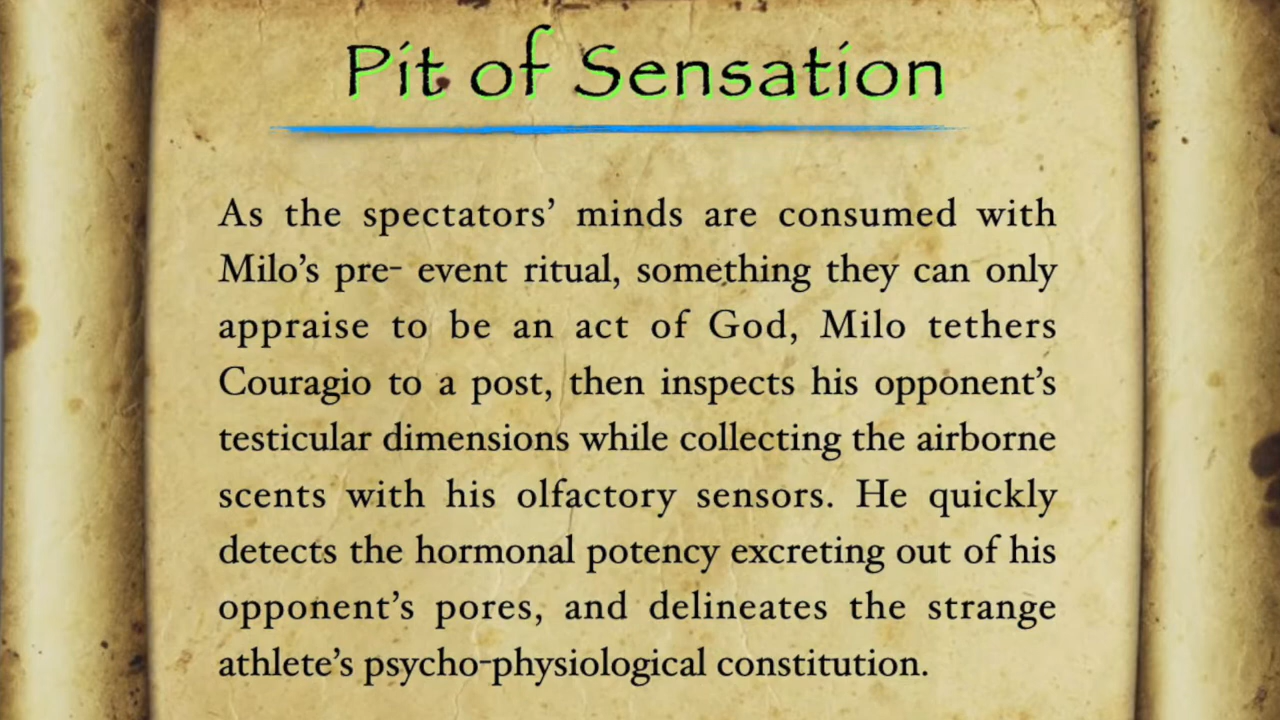 Pit of Sensation
As the spectators’ minds are consumed with
Milo’s pre- event ritual, something they can only
appraise to be an act of God, Milo tethers
Couragio to a post, then inspects his opponent’s
testicular dimensions while collecting the airborne
scents with his olfactory sensors. He quickly
detects the hormonal potency excreting out of his
opponent’s pores, and delineates the strange
athlete’s psycho-physiological constitution.